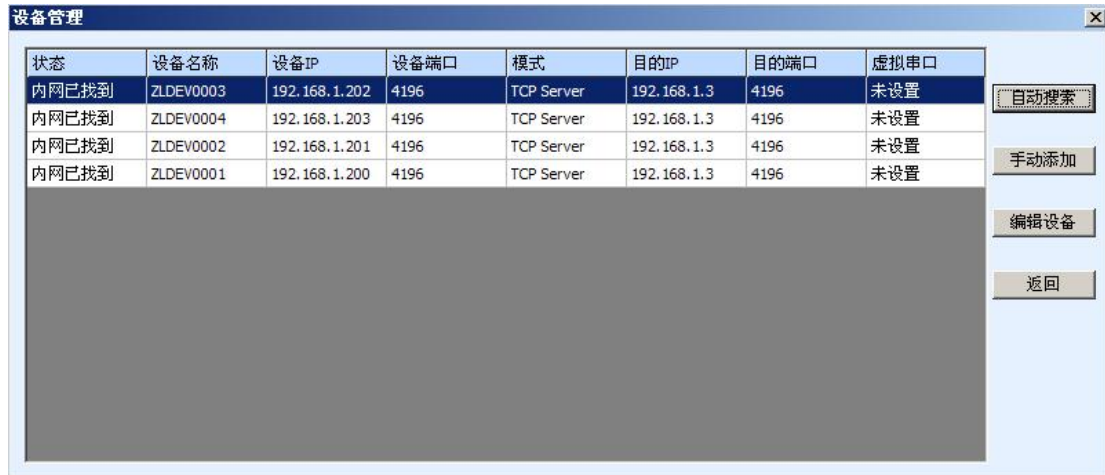 设备管理
状态 设备名称 设备IP 设备端口 模式 目的IP 目的端口 虚拟串口
内网已找到 ZLDEV0003 192.168.1.202 4196 TCP Server 192.168.1.3 4196 未设置
内网已找到 ZLDEV0004 192.168.1.203 4196 TCP Server 192.168.1.3 4196 未设置
内网已找到 ZLDEV0002 192.168.1.201 4196 TCP Server 192.168.1.3 4196 未设置
内网已找到 ZLDEV0001 192.168.1.200 4196 TCP Server 192.168.1.3 4196 未设置
自动搜索
手动添加
编辑设备
返回